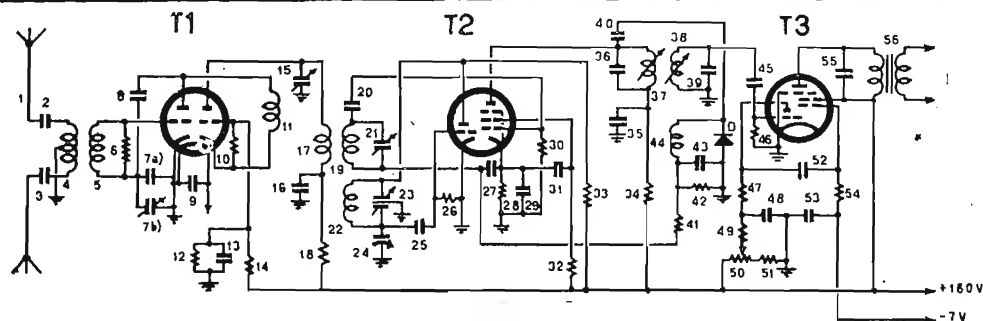 T1 T2 T3
40
15 36 38 56
1 2 8 20 37 39 45 55
11 21
6 10 17 30 35 44 D 46
3 4 5 7a) 9 19 43 52
7b) 16 23 27 31 33 34 42 47 54
22 26 28 29 48 53
12 13 14 18 24 25 32 41 49
50 51
+160V
-7V